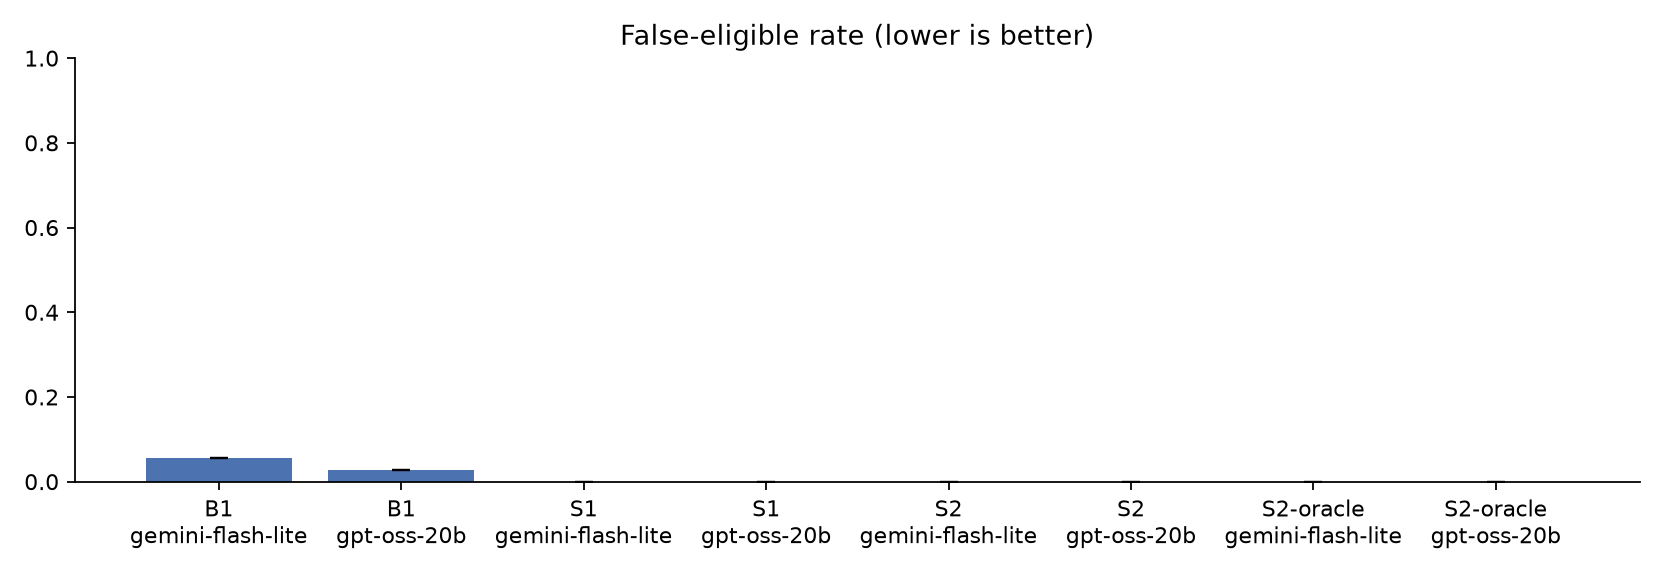 False-eligible rate (lower is better)
1.0
0.8
0.6
0.4
0.2
0.0
B1 B1 S1 S1 S2 S2 S2-oracle S2-oracle
gemini-flash-lite gpt-oss-20b gemini-flash-lite gpt-oss-20b gemini-flash-lite gpt-oss-20b gemini-flash-lite gpt-oss-20b